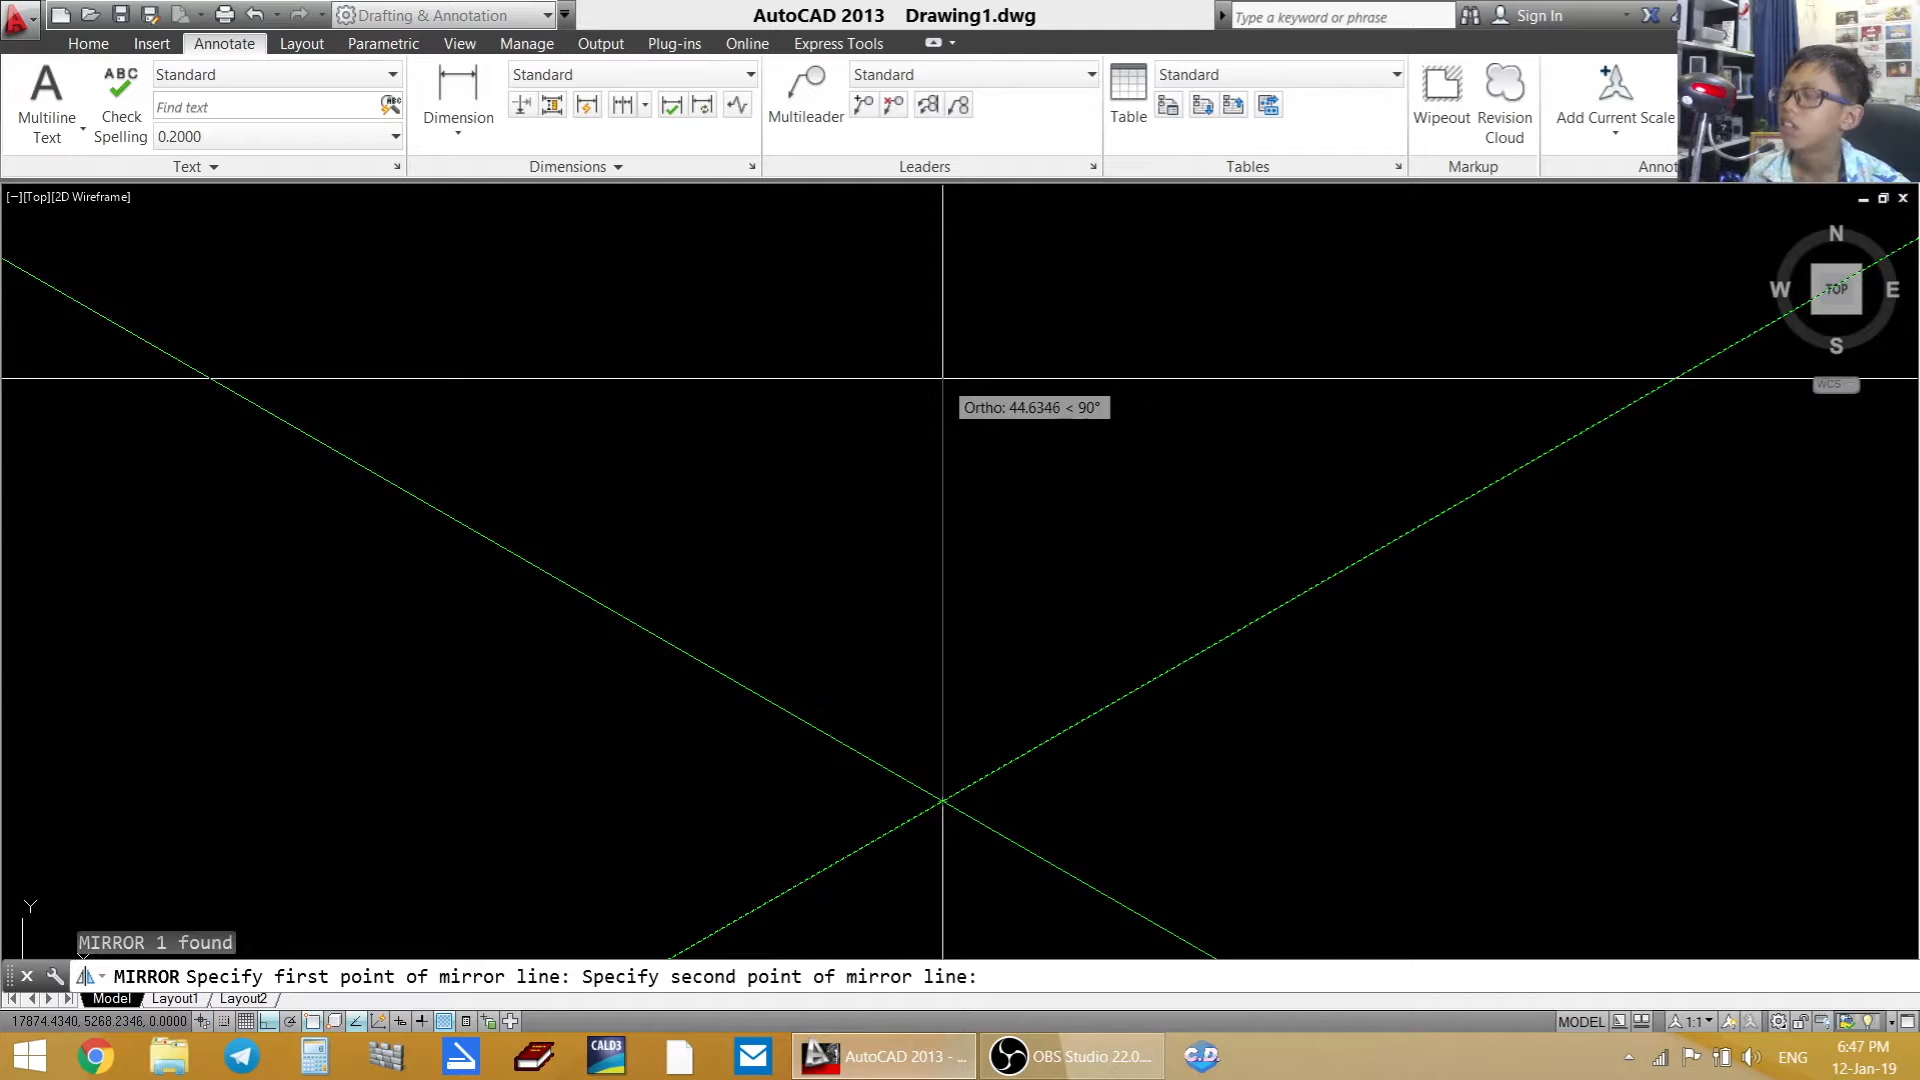 Drafting & Annotation
AutoCAD 2013 Drawing1.dwg
Type a keyword or phrase
Sign In
Home Insert Annotate Layout Parametric View Manage Output Plug-ins Online Express Tools
A
Multiline
Text
ABC
Check
Spelling
Standard
Find text
ABC
0.2000
Text
Dimension
Standard
Dimensions
Multileader
Standard
Leaders
Table
Standard
Tables
Wipeout
Revision
Cloud
Markup
Add Current Scale
Annot
[−][Top][2D Wireframe]
N
W TOP E
S
WCS
Ortho: 44.6346 < 90°
Y
MIRROR 1 found
MIRROR Specify first point of mirror line: Specify second point of mirror line:
Model Layout1 Layout2
17874.4340, 5268.2346, 0.0000
MODEL
1:1
CALD3
AutoCAD 2013 - ...
OBS Studio 22.0....
C.D
ENG
6:47 PM
12-Jan-19